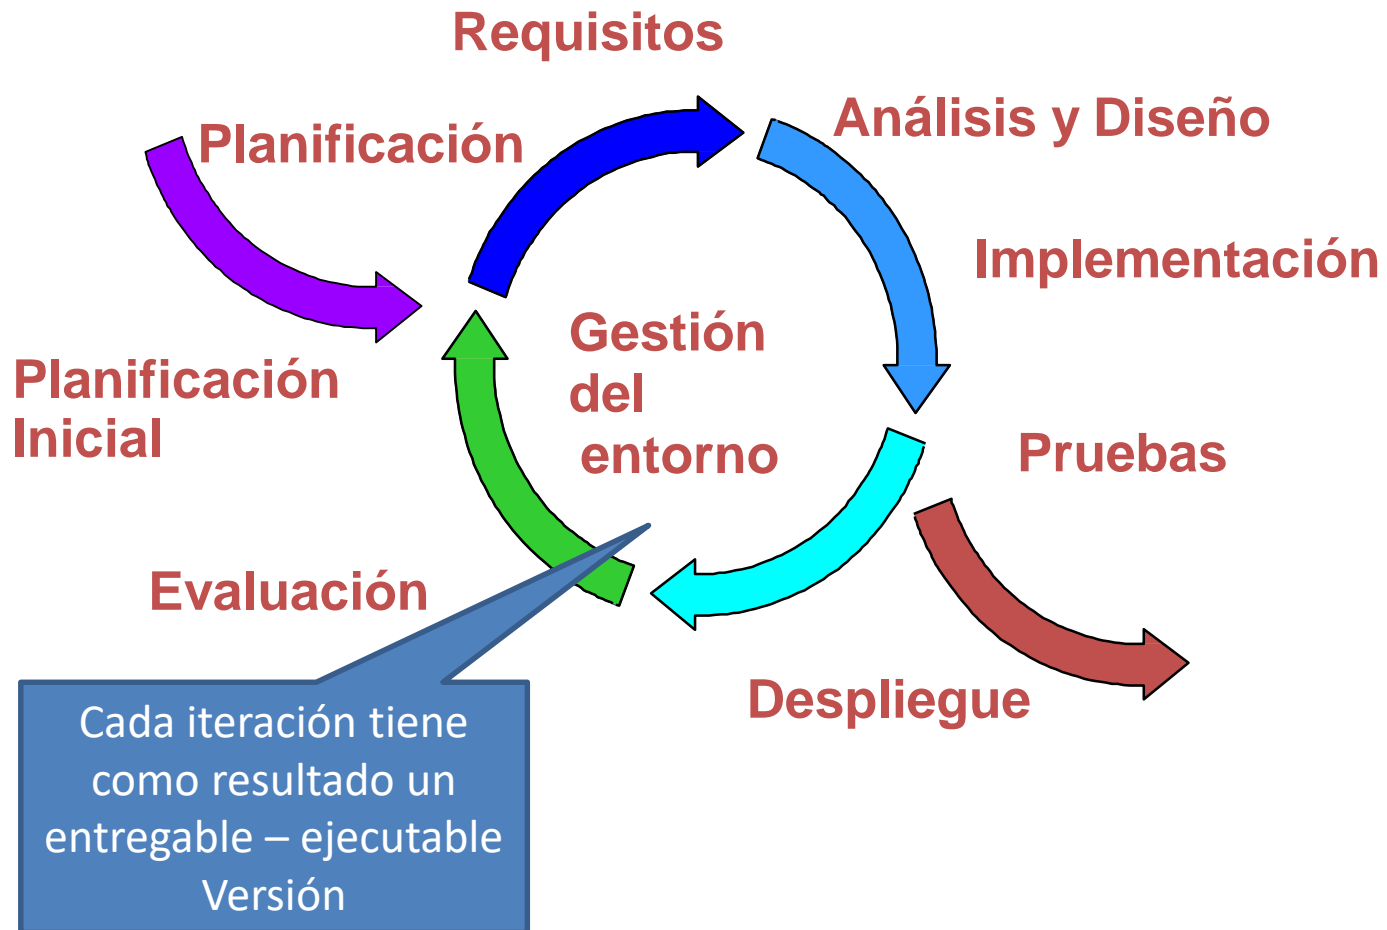 Requisitos
Planificación
Análisis y Diseño
Implementación
Gestión
del
entorno
Planificación
Inicial
Pruebas
Evaluación
Despliegue
Cada iteración tiene
como resultado un
entregable – ejecutable
Versión